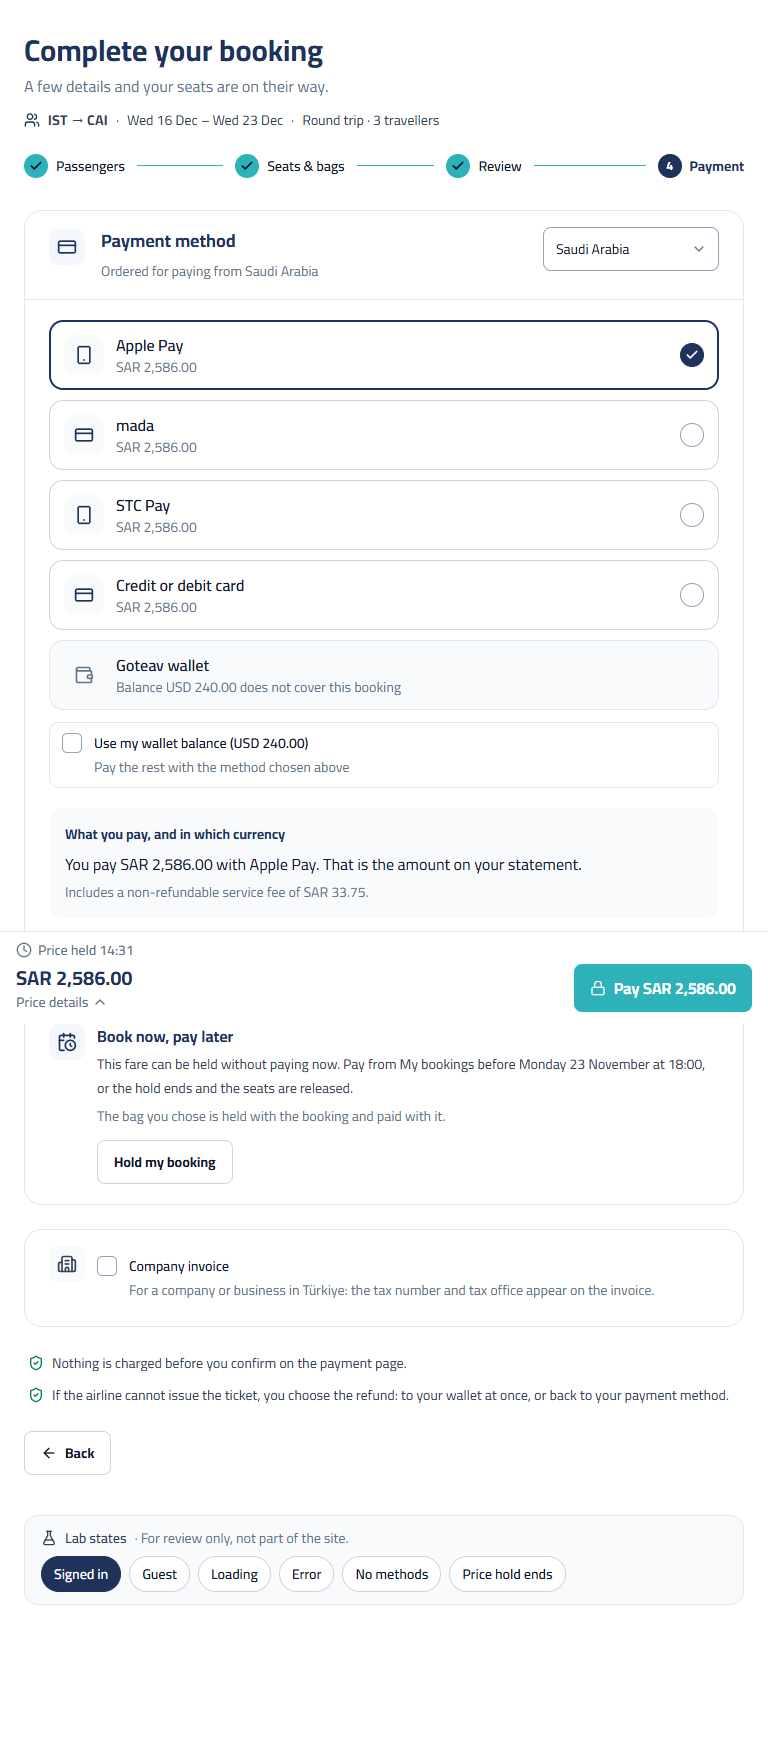 Complete your booking
A few details and your seats are on their way.
IST → CAI · Wed 16 Dec – Wed 23 Dec · Round trip · 3 travellers
Passengers
Seats & bags
Review
4 Payment
Payment method
Ordered for paying from Saudi Arabia
Saudi Arabia
Apple Pay
SAR 2,586.00
mada
SAR 2,586.00
STC Pay
SAR 2,586.00
Credit or debit card
SAR 2,586.00
Goteav wallet
Balance USD 240.00 does not cover this booking
Use my wallet balance (USD 240.00)
Pay the rest with the method chosen above
What you pay, and in which currency
You pay SAR 2,586.00 with Apple Pay. That is the amount on your statement.
Includes a non-refundable service fee of SAR 33.75.
Price held 14:31
SAR 2,586.00
Price details
Pay SAR 2,586.00
Book now, pay later
This fare can be held without paying now. Pay from My bookings before Monday 23 November at 18:00,
or the hold ends and the seats are released.
The bag you chose is held with the booking and paid with it.
Hold my booking
Company invoice
For a company or business in Türkiye: the tax number and tax office appear on the invoice.
Nothing is charged before you confirm on the payment page.
If the airline cannot issue the ticket, you choose the refund: to your wallet at once, or back to your payment method.
Back
Lab states · For review only, not part of the site.
Signed in
Guest
Loading
Error
No methods
Price hold ends